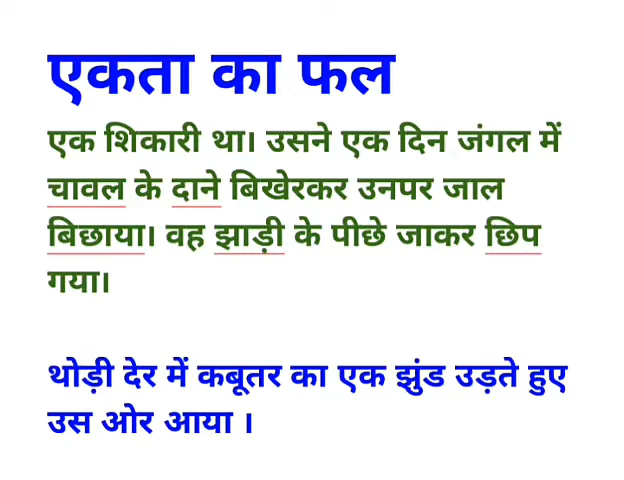 एकता का फल
एक शिकारी था। उसने एक दिन जंगल में
चावल के दाने बिखेरकर उनपर जाल
बिछाया। वह झाड़ी के पीछे जाकर छिप
गया।
थोड़ी देर में कबूतर का एक झुंड उड़ते हुए
उस ओर आया ।